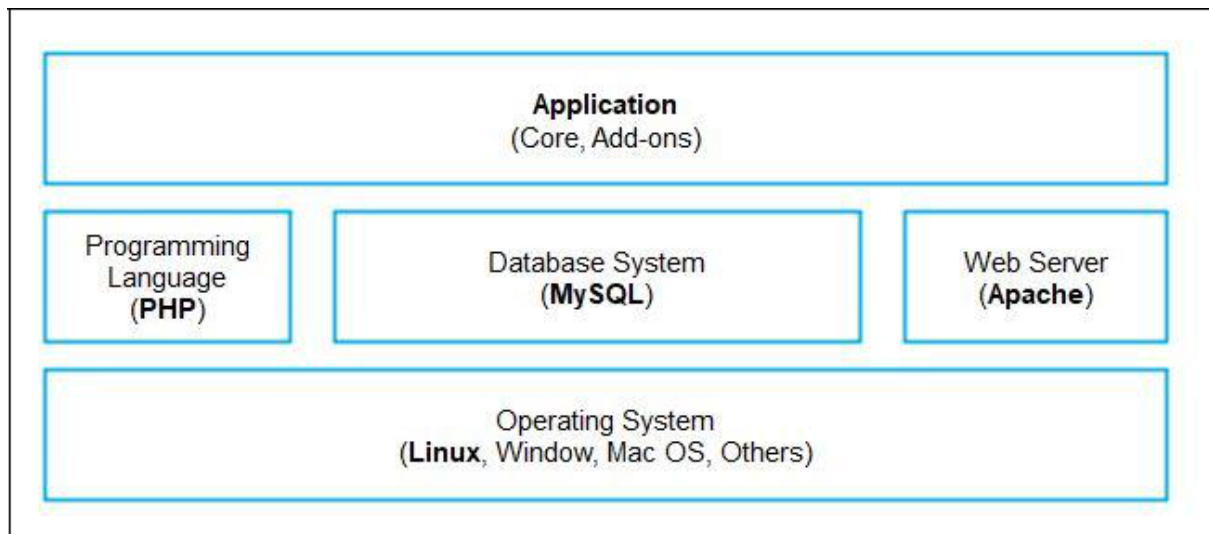 Application
(Core, Add-ons)
Programming
Language
(PHP)
Database System
(MySQL)
Web Server
(Apache)
Operating System
(Linux, Window, Mac OS, Others)